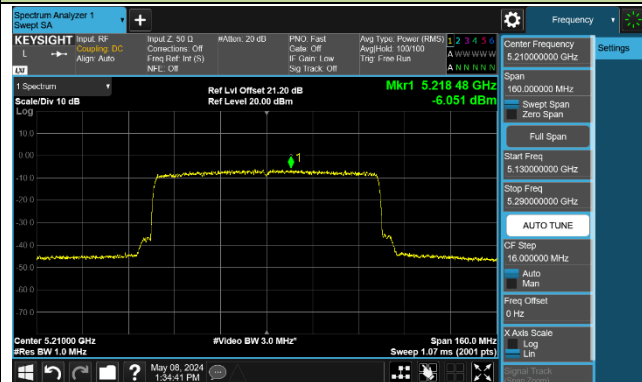 Spectrum Analyzer 1
Swept SA
Frequency
KEYSIGHT
L
LXI
Input: RF
Coupling: DC
Align: Auto
Input Z: 50 Ω
Corrections: Off
Freq Ref: Int (S)
NFE: Off
#Atten: 20 dB
PNO: Fast
Gate: Off
IF Gain: Low
Sig Track: Off
Avg Type: Power (RMS)
Avg|Hold: 100/100
Trig: Free Run
1 2 3 4 5 6
A W W W W W
A N N N N N
1 Spectrum
Scale/Div 10 dB
Log
Ref Lvl Offset 21.20 dB
Ref Level 20.00 dBm
Mkr1 5.218 48 GHz
-6.051 dBm
10.0
0.00
-10.0
-20.0
-30.0
-40.0
-50.0
-60.0
-70.0
1
Center 5.21000 GHz
#Res BW 1.0 MHz
#Video BW 3.0 MHz*
Span 160.0 MHz
Sweep 1.07 ms (2001 pts)
May 08, 2024
1:34:41 PM
Center Frequency
5.210000000 GHz
Settings
Span
160.000000 MHz
Swept Span
Zero Span
Full Span
Start Freq
5.130000000 GHz
Stop Freq
5.290000000 GHz
AUTO TUNE
CF Step
16.000000 MHz
Auto
Man
Freq Offset
0 Hz
X Axis Scale
Log
Lin
Signal Track
(Span Zoom)